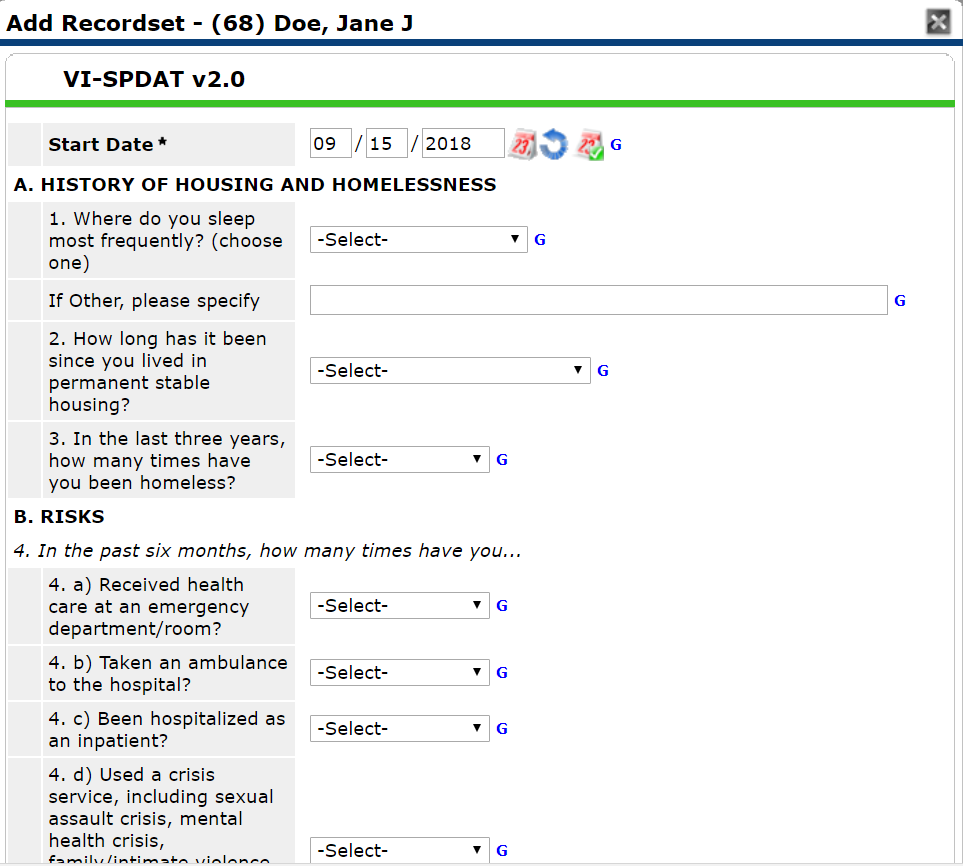 Add Recordset - (68) Doe, Jane J
VI-SPDAT v2.0
Start Date* 09 / 15 / 2018 23 23 G
A. HISTORY OF HOUSING AND HOMELESSNESS
1. Where do you sleep
most frequently? (choose
one)
-Select- G
If Other, please specify G
2. How long has it been
since you lived in
permanent stable
housing?
-Select- G
3. In the last three years,
how many times have
you been homeless?
-Select- G
B. RISKS
4. In the past six months, how many times have you...
4. a) Received health
care at an emergency
department/room?
-Select- G
4. b) Taken an ambulance
to the hospital?
-Select- G
4. c) Been hospitalized as
an inpatient?
-Select- G
4. d) Used a crisis
service, including sexual
assault crisis, mental
health crisis,
family/intimate violence
-Select- G